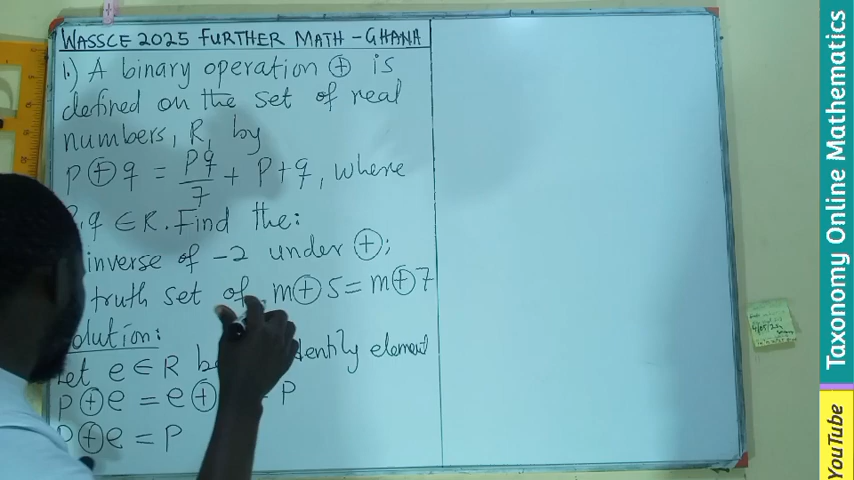 WASSCE 2025 FURTHER MATH - GHANA
1.) A binary operation ⊕ is
defined on the set of real
numbers, R, by
P ⊕ q = Pq/7 + P + q, where
P, q ∈ R. Find the:
inverse of -2 under ⊕;
truth set of m ⊕ 5 = m ⊕ 7
olution:
Let e ∈ R be identity element
P ⊕ e = e ⊕ = P
P ⊕ e = P
Taxonomy Online Mathematics
YouTube